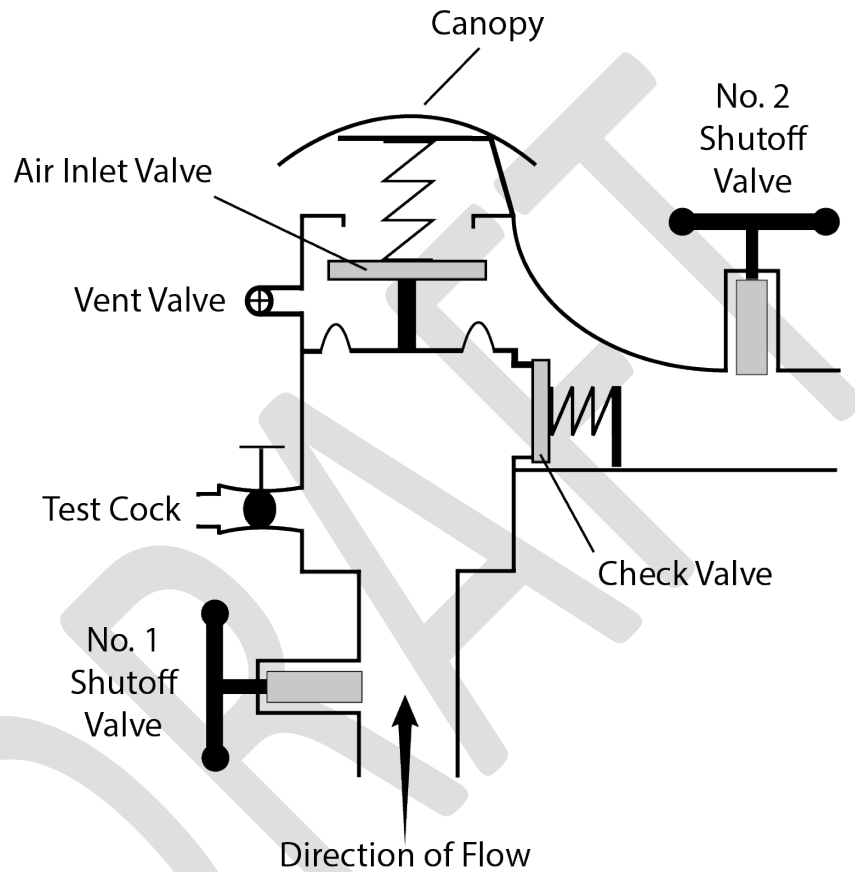 Canopy
No. 2
Shutoff
Valve
Air Inlet Valve
Vent Valve
Test Cock
Check Valve
No. 1
Shutoff
Valve
Direction of Flow
DRAFT